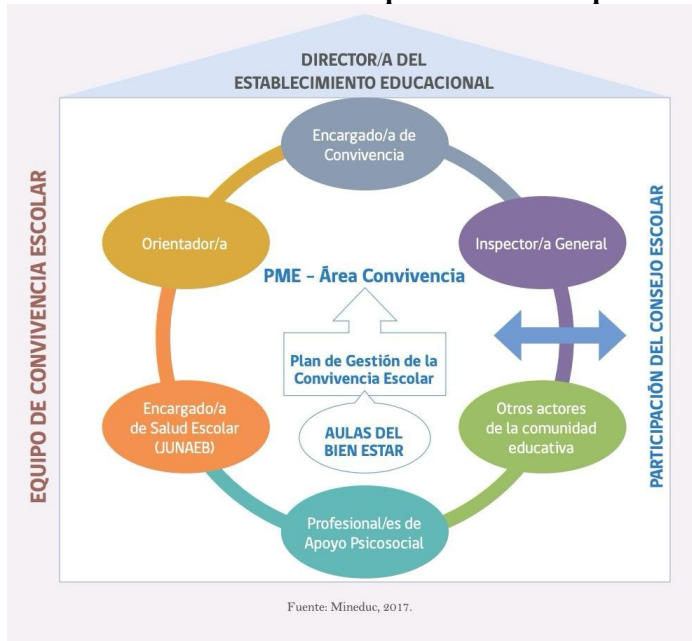 DIRECTOR/A DEL
ESTABLECIMIENTO EDUCACIONAL
EQUIPO DE CONVIVENCIA ESCOLAR
Encargado/a de
Convivencia
Orientador/a
Inspector/a General
PME – Área Convivencia
Plan de Gestión de la
Convivencia Escolar
AULAS DEL
BIEN ESTAR
Encargado/a
de Salud Escolar
(JUNAEB)
Otros actores
de la comunidad
educativa
Profesional/es de
Apoyo Psicosocial
PARTICIPACIÓN DEL CONSEJO ESCOLAR
Fuente: Mineduc, 2017.